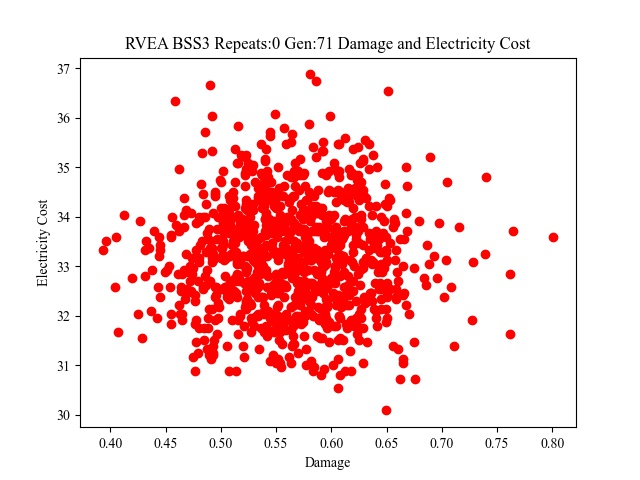 RVEA BSS3 Repeats:0 Gen:71 Damage and Electricity Cost
37
36
35
34
33
32
31
30
Electricity Cost
0.40 0.45 0.50 0.55 0.60 0.65 0.70 0.75 0.80
Damage